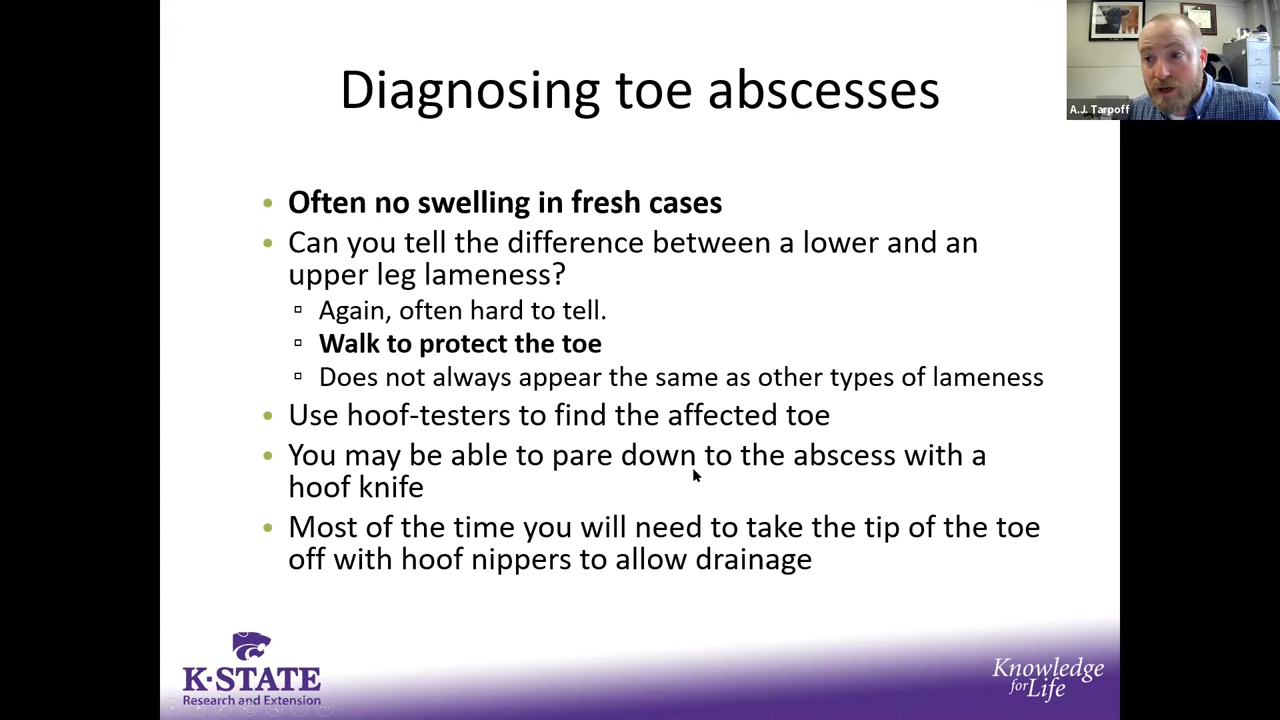 Diagnosing toe abscesses
A.J. Tarpoff
• Often no swelling in fresh cases
• Can you tell the difference between a lower and an
upper leg lameness?
▫ Again, often hard to tell.
▫ Walk to protect the toe
▫ Does not always appear the same as other types of lameness
• Use hoof-testers to find the affected toe
• You may be able to pare down to the abscess with a
hoof knife
• Most of the time you will need to take the tip of the toe
off with hoof nippers to allow drainage
K-STATE
Research and Extension
Knowledge
for Life